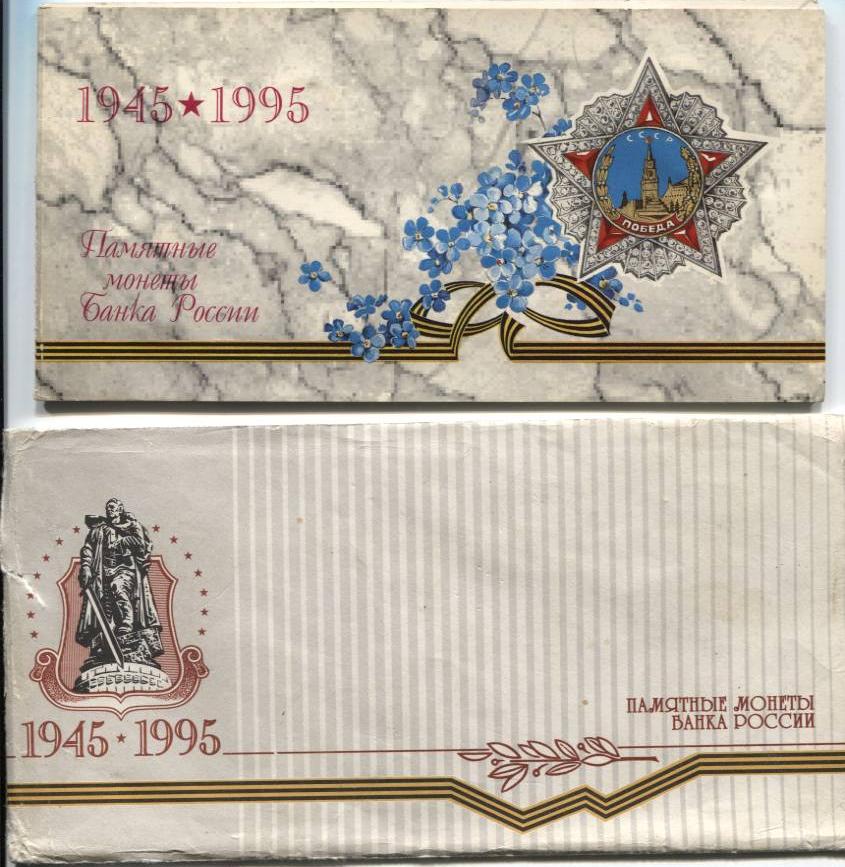 1945★1995
СССР
ПОБЕДА
Памятные
монеты
Банка России
1945★1995
ПАМЯТНЫЕ МОНЕТЫ
БАНКА РОССИИ